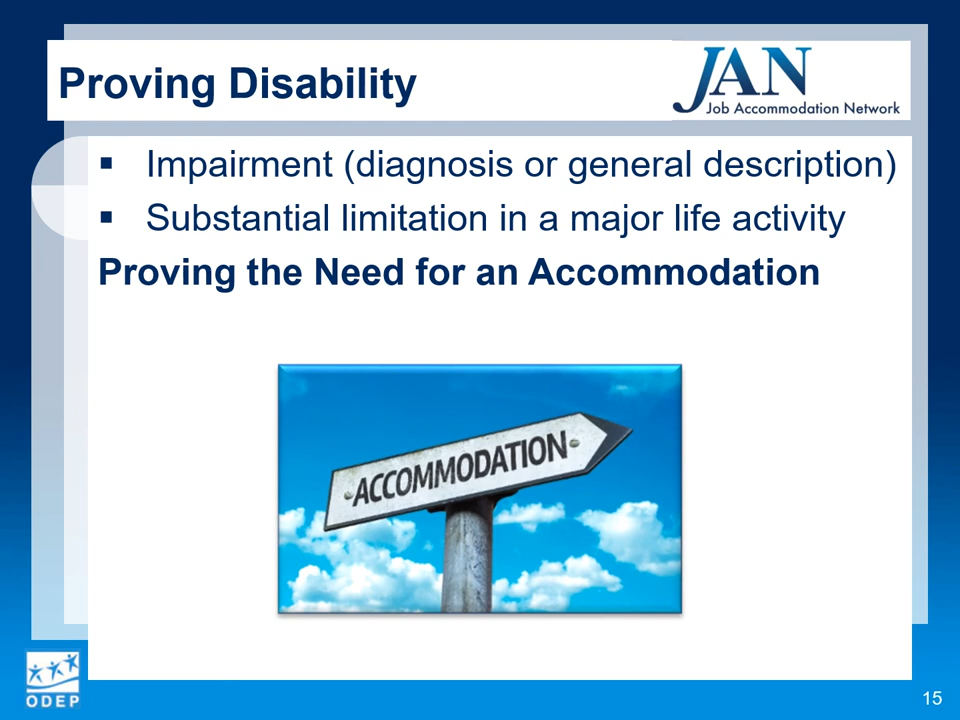 Proving Disability
JAN
Job Accommodation Network
▪ Impairment (diagnosis or general description)
▪ Substantial limitation in a major life activity
Proving the Need for an Accommodation
ACCOMMODATION
ODEP
15